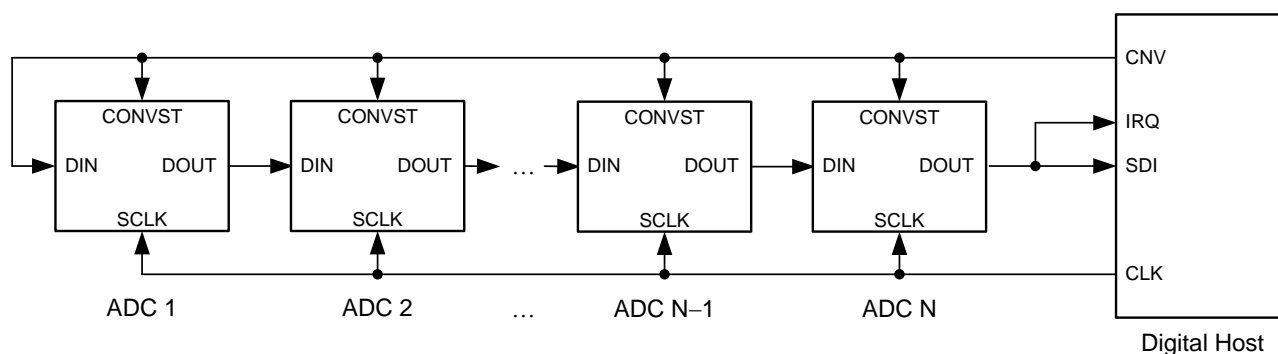 CNV
CONVST CONVST CONVST CONVST
IRQ
DIN DOUT DIN DOUT ... DIN DOUT DIN DOUT SDI
SCLK SCLK SCLK SCLK
CLK
ADC 1 ADC 2 ... ADC N–1 ADC N
Digital Host